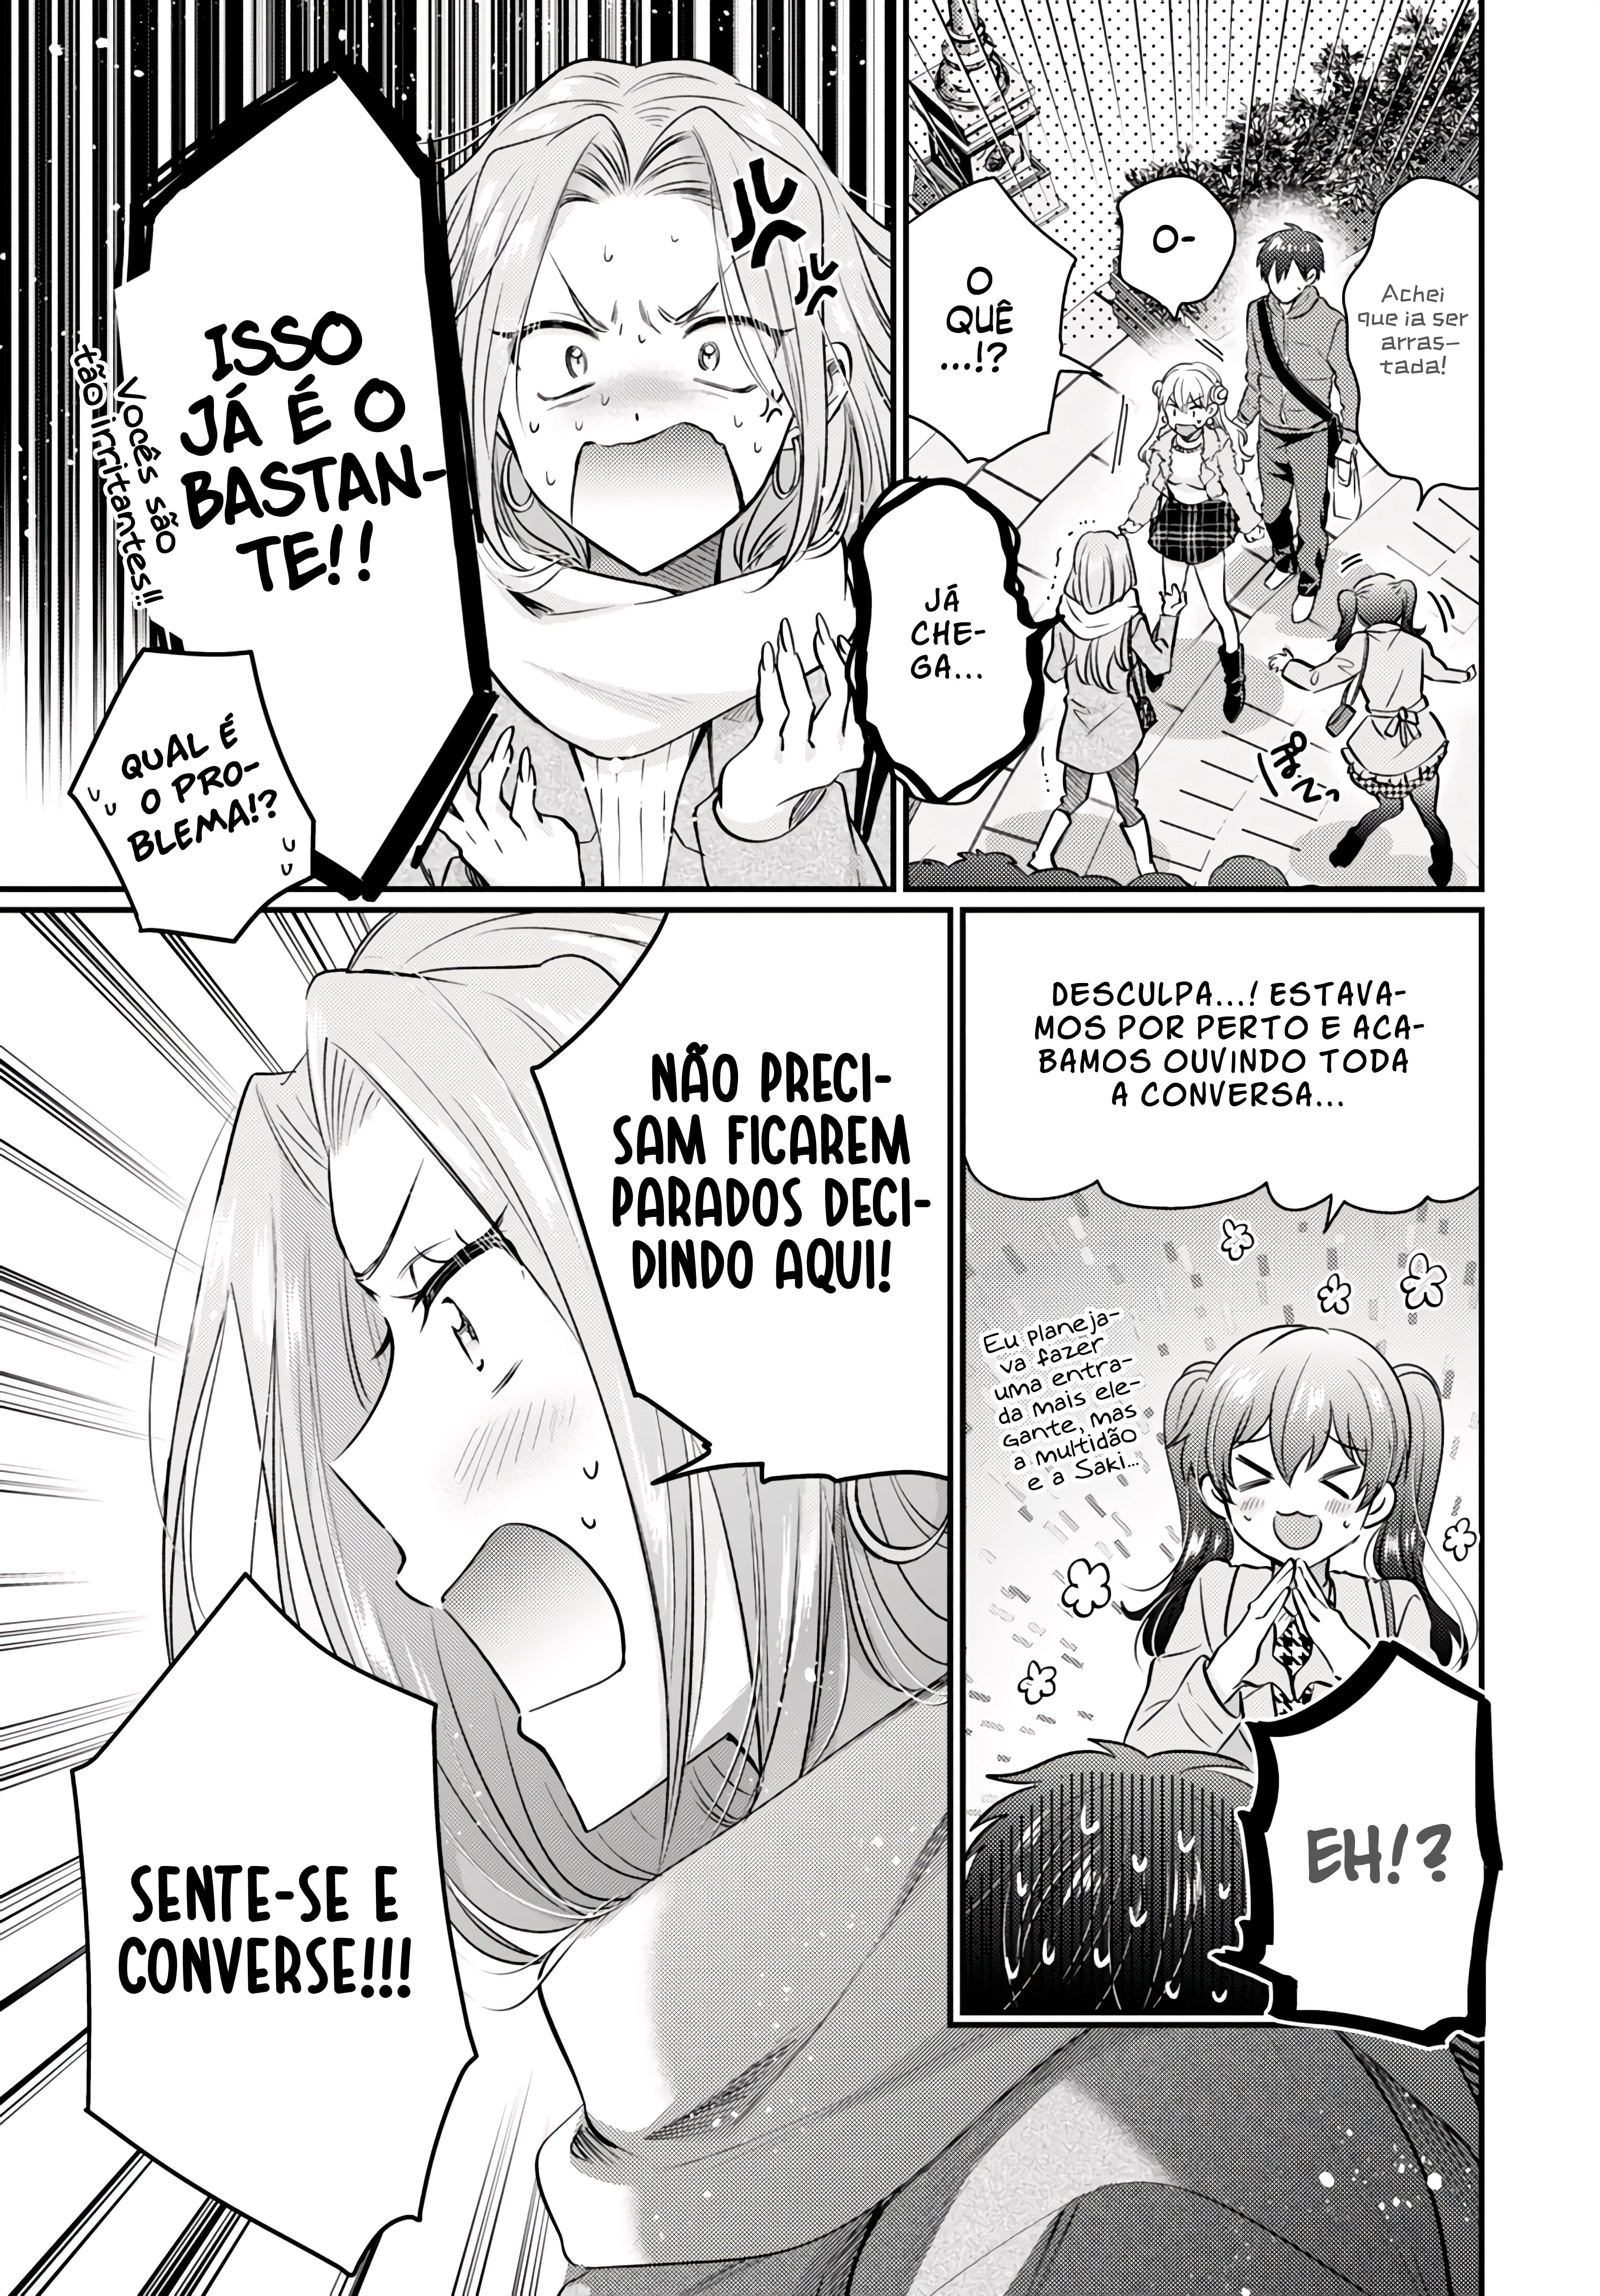 Achei
que ia ser
arras-
tada!
O-
O
QUÊ
...!?
JÁ
CHE-
GA...
ISSO
JÁ É O
BASTAN-
TE!!
Vocês são
tão irritantes!!
QUAL É
O PRO-
BLEMA!?
DESCULPA...! ESTAVA-
MOS POR PERTO E ACA-
BAMOS OUVINDO TODA
A CONVERSA...
Eu planeja-
va fazer
uma entra-
da mais ele-
gante, mas
a multidão
e a Saki...
EH!?
NÃO PRECI-
SAM FICAREM
PARADOS DECI-
DINDO AQUI!
SENTE-SE E
CONVERSE!!!